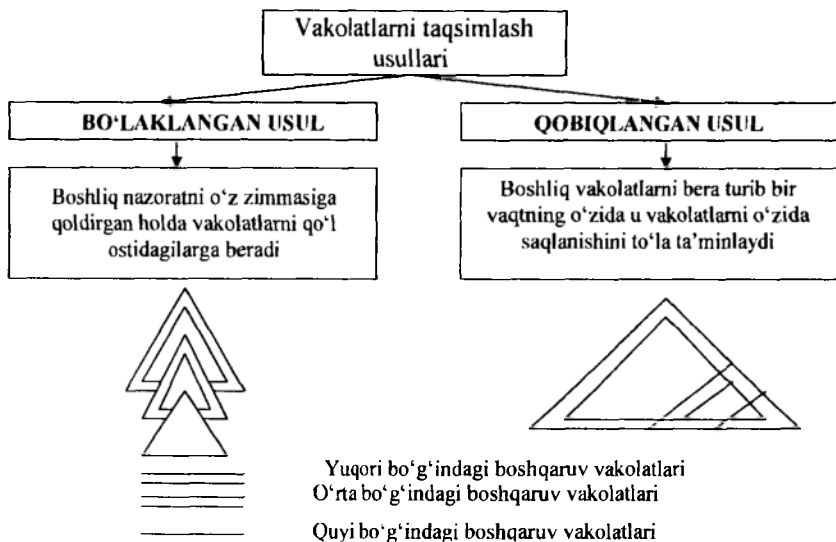 Vakolatlarni taqsimlash
usullari
BO‘LAKLANGAN USUL
QOBIQLANGAN USUL
Boshliq nazoratni o‘z zimmasiga
qoldirgan holda vakolatlarni qo‘l
ostidagilarga beradi
Boshliq vakolatlarni bera turib bir
vaqtning o‘zida u vakolatlarni o‘zida
saqlanishini to‘la ta’minlaydi
Yuqori bo‘g‘indagi boshqaruv vakolatlari
O‘rta bo‘g‘indagi boshqaruv vakolatlari
Quyi bo‘g‘indagi boshqaruv vakolatlari